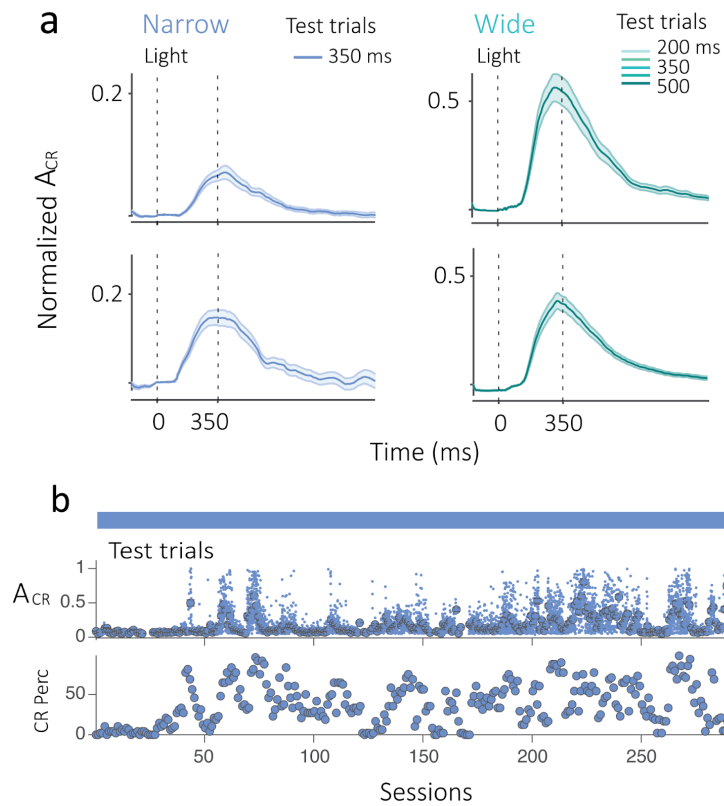 a
Narrow
Test trials
350 ms
Light
Wide
Test trials
200 ms
350
500
Light
Normalized ACR
0.2
0.5
0.2
0.5
0 350
0 350
Time (ms)
b
Test trials
ACR
1
0.5
0
CR Perc
50
0
50 100 150 200 250
Sessions